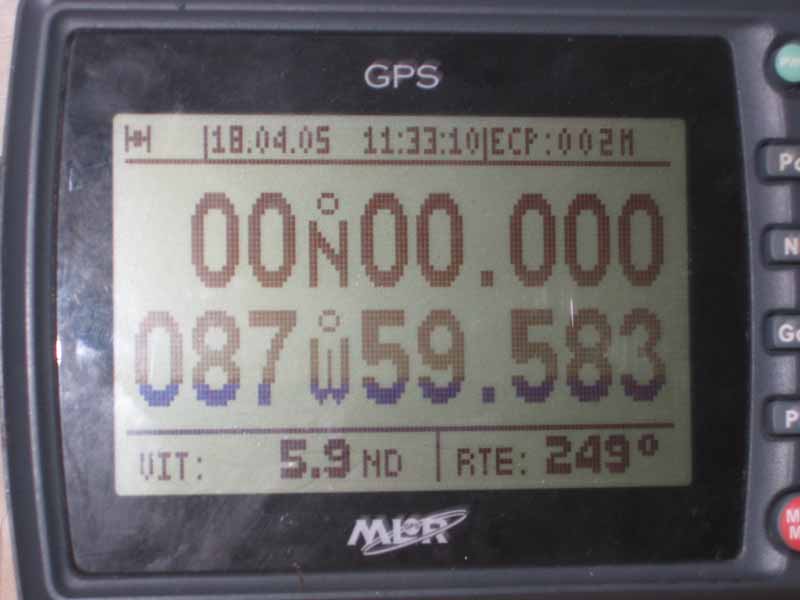 GPS
18.04.05 11:33:10 ECP:002M
00°N00.000
087°W59.583
VIT: 5.9 ND RTE: 249°
MLR